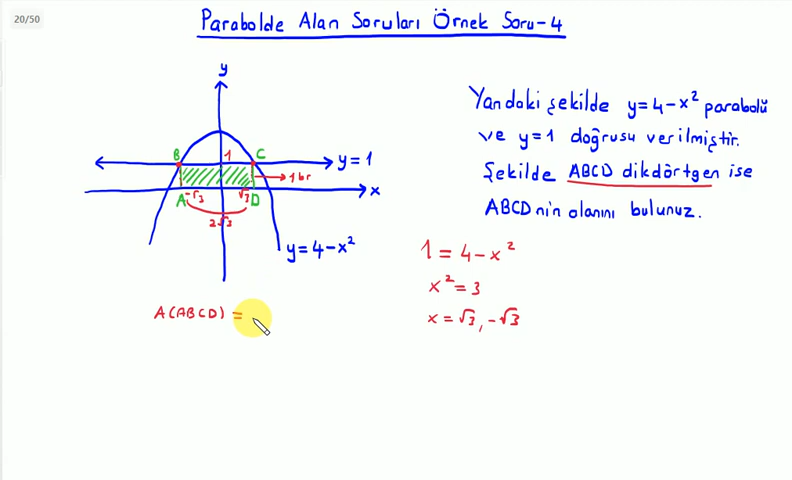 20/50
Parabolde Alan Soruları Örnek Soru-4
y
B 1 C
y=1
1br
x
A -√3 √3 D
2√3
y=4-x²
Yandaki şekilde y=4-x² parabolü
ve y=1 doğrusu verilmiştir.
Şekilde ABCD dikdörtgen ise
ABCD'nin alanını bulunuz.
1=4-x²
x²=3
x=√3,-√3
A(ABCD)=